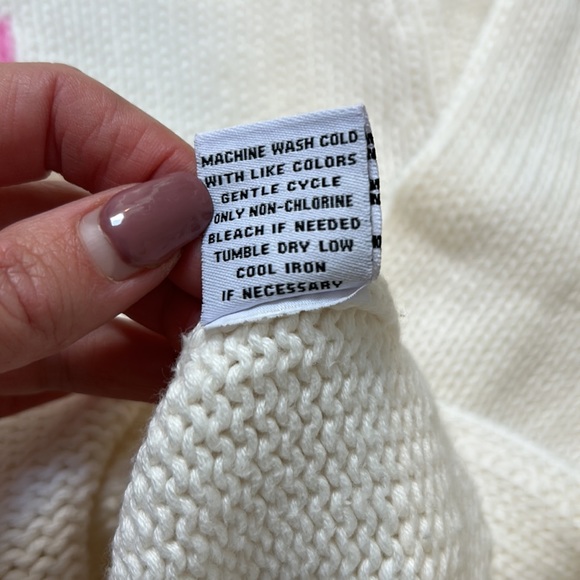 MACHINE WASH COLD
WITH LIKE COLORS
GENTLE CYCLE
ONLY NON-CHLORINE
BLEACH IF NEEDED
TUMBLE DRY LOW
COOL IRON
IF NECESSARY